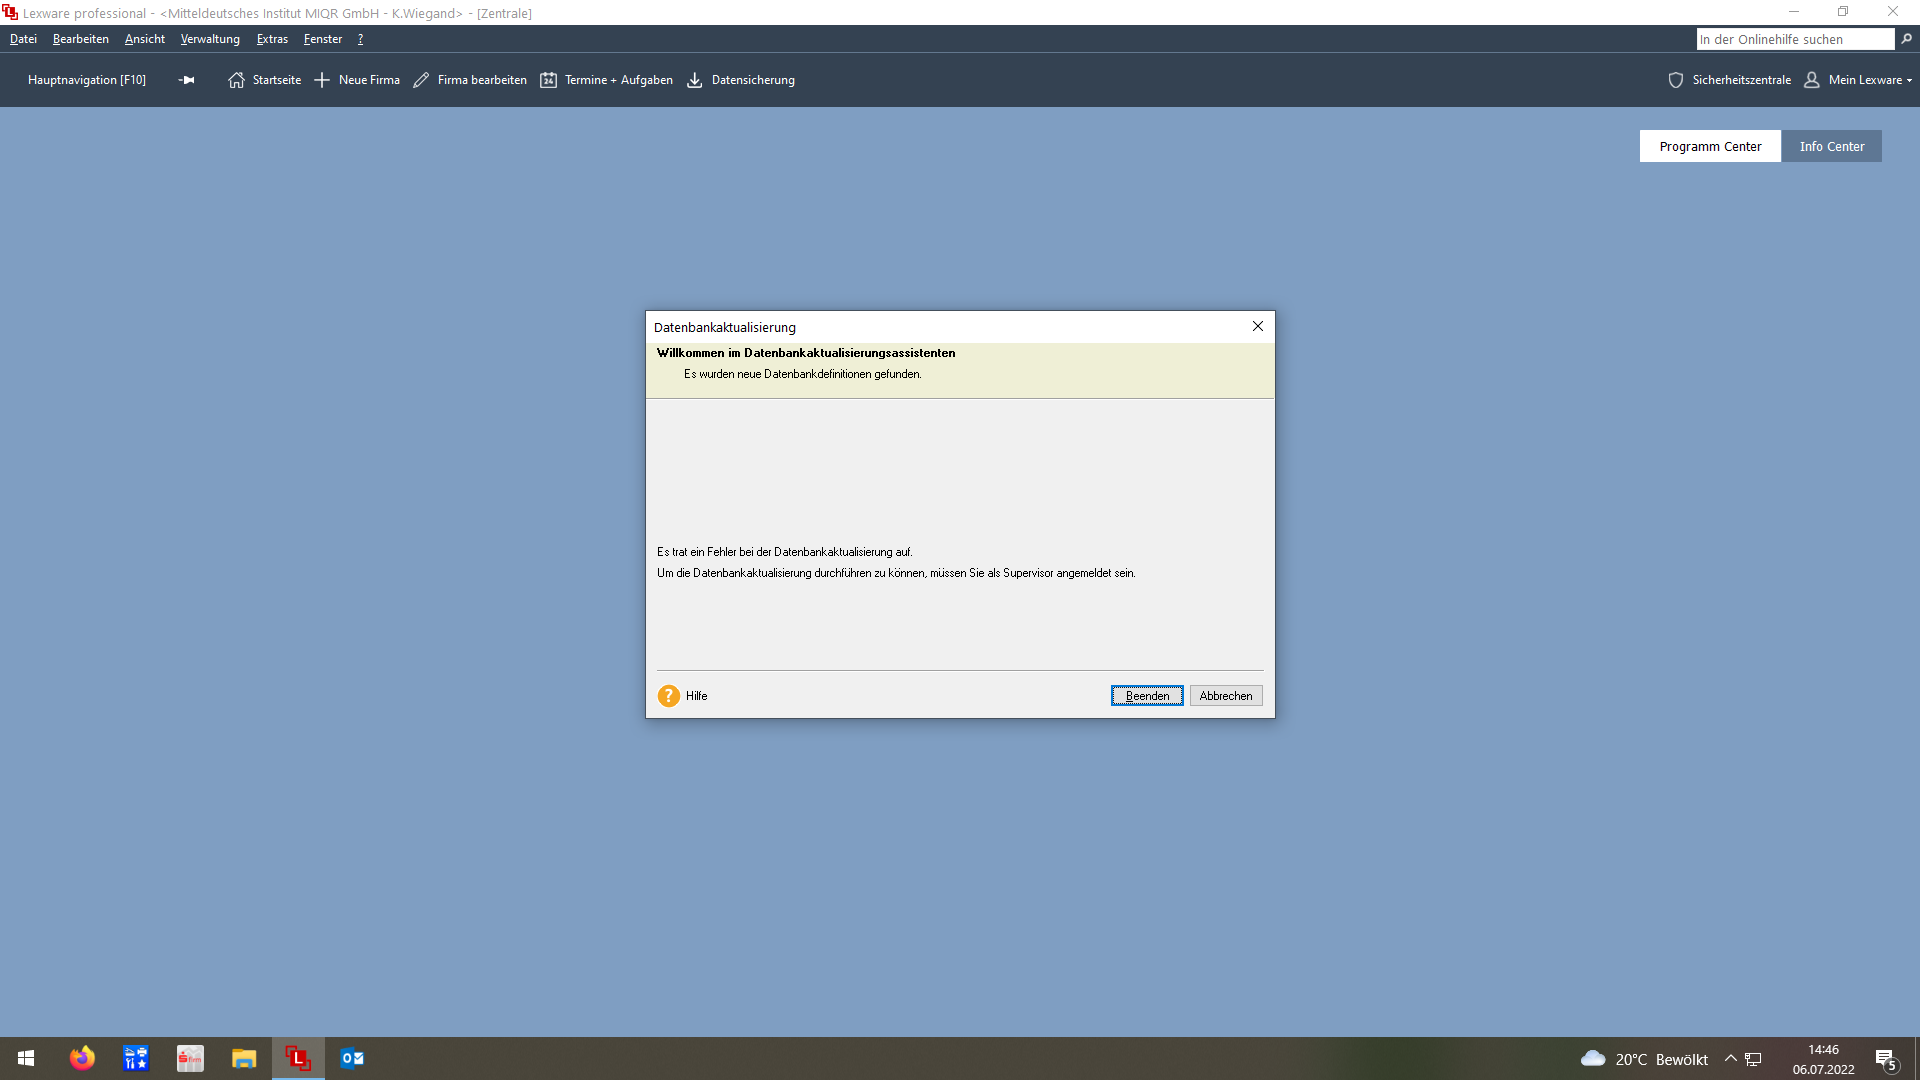 Lexware professional - <Mitteldeutsches Institut MIQR GmbH - K.Wiegand> - [Zentrale]
Datei Bearbeiten Ansicht Verwaltung Extras Fenster ?
In der Onlinehilfe suchen
Hauptnavigation [F10] Startseite Neue Firma 24 Firma bearbeiten Termine + Aufgaben Datensicherung
Sicherheitszentrale Mein Lexware
Programm Center Info Center
Datenbankaktualisierung
Willkommen im Datenbankaktualisierungsassistenten
Es wurden neue Datenbankdefinitionen gefunden.
Es trat ein Fehler bei der Datenbankaktualisierung auf.
Um die Datenbankaktualisierung durchführen zu können, müssen Sie als Supervisor angemeldet sein.
? Hilfe Beenden Abbrechen
20°C Bewölkt
14:46
06.07.2022
5